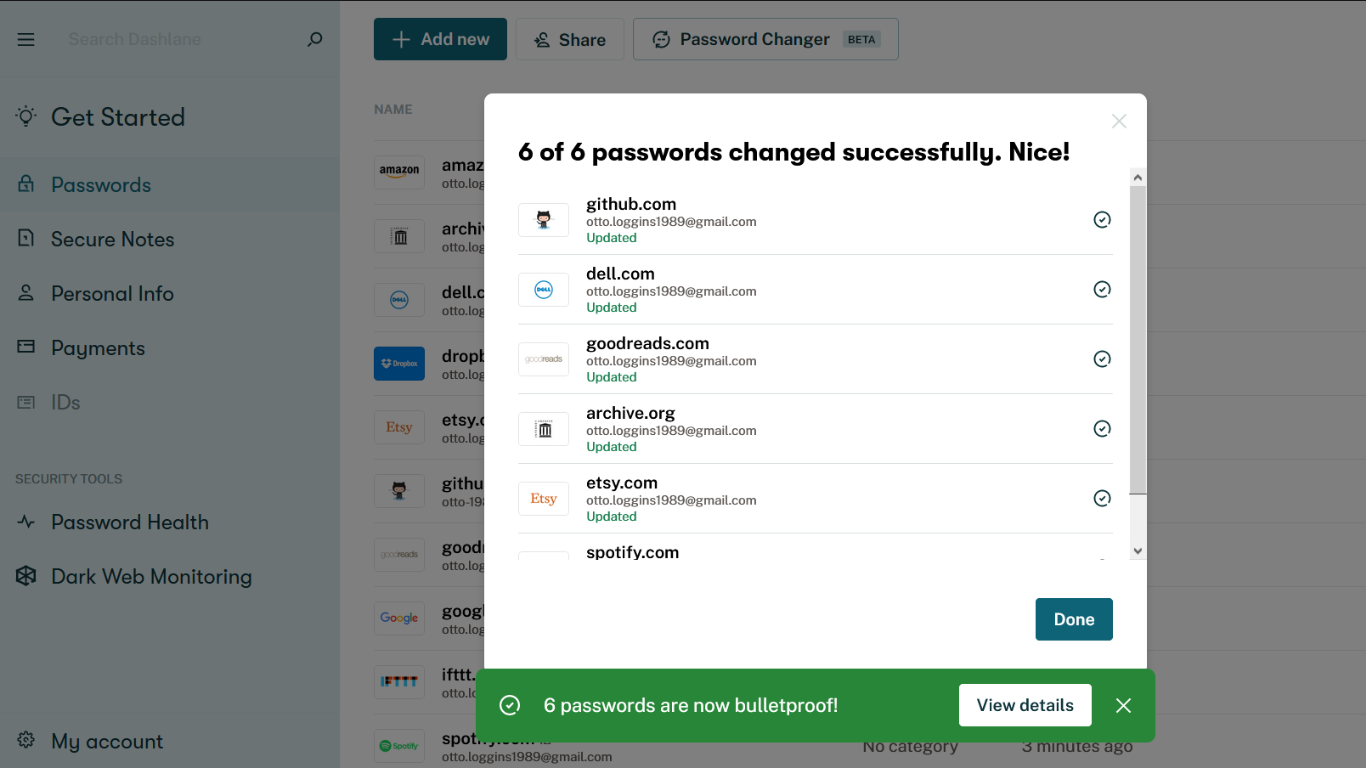 Search Dashlane
Get Started
Passwords
Secure Notes
Personal Info
Payments
IDs
SECURITY TOOLS
Password Health
Dark Web Monitoring
My account
Add new
Share
Password Changer BETA
NAME
amazon
amaz
otto.log
archiv
otto.log
DELL
dell.c
otto.log
Dropbox
dropb
otto.log
Etsy
etsy.c
otto.log
githu
otto-198
goodreads
goodr
otto.log
Google
googl
otto.log
IFTTT
ifttt.
otto.lo
Spotify
spotify.com
otto.loggins1989@gmail.com
No category
3 minutes ago
6 of 6 passwords changed successfully. Nice!
github.com
otto.loggins1989@gmail.com
Updated
DELL
dell.com
otto.loggins1989@gmail.com
Updated
goodreads
goodreads.com
otto.loggins1989@gmail.com
Updated
archive.org
otto.loggins1989@gmail.com
Updated
Etsy
etsy.com
otto.loggins1989@gmail.com
Updated
spotify.com
Done
6 passwords are now bulletproof!
View details